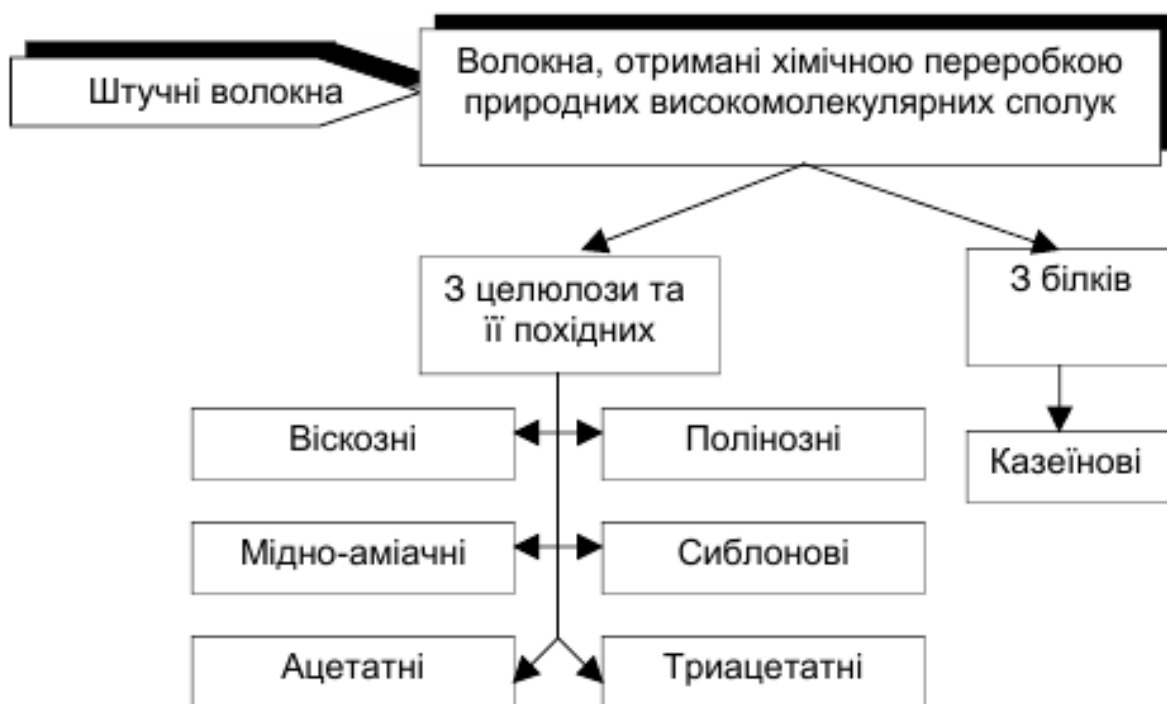 Штучні волокна
Волокна, отримані хімічною переробкою
природних високомолекулярних сполук
З целюлози та
її похідних
З білків
Віскозні
Полінозні
Казеїнові
Мідно-аміачні
Сиблонові
Ацетатні
Триацетатні